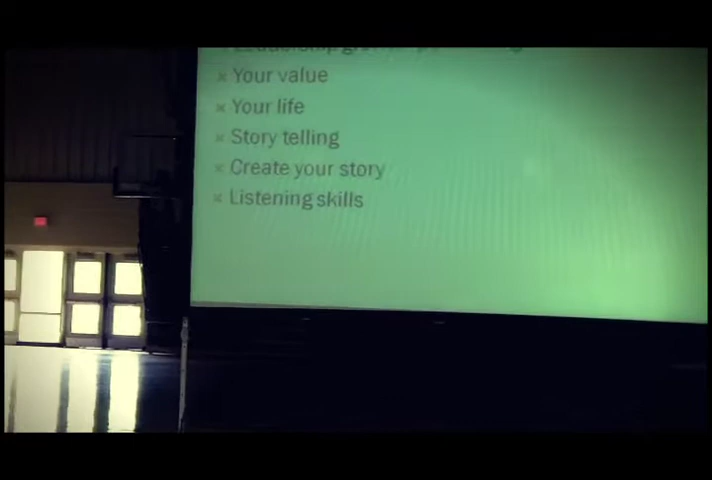 Your value
Your life
Story telling
Create your story
Listening skills